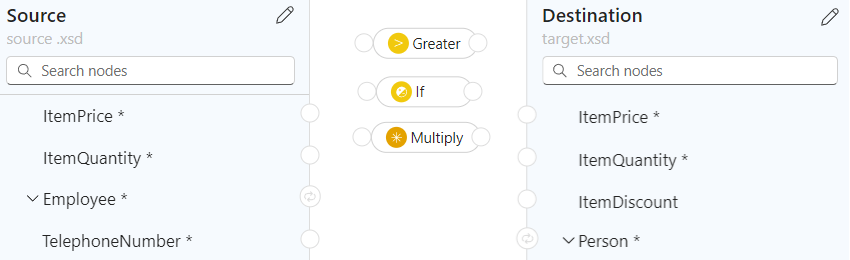 Source
source .xsd
Search nodes
ItemPrice *
ItemQuantity *
Employee *
TelephoneNumber *
Greater
If
Multiply
Destination
target.xsd
Search nodes
ItemPrice *
ItemQuantity *
ItemDiscount
Person *